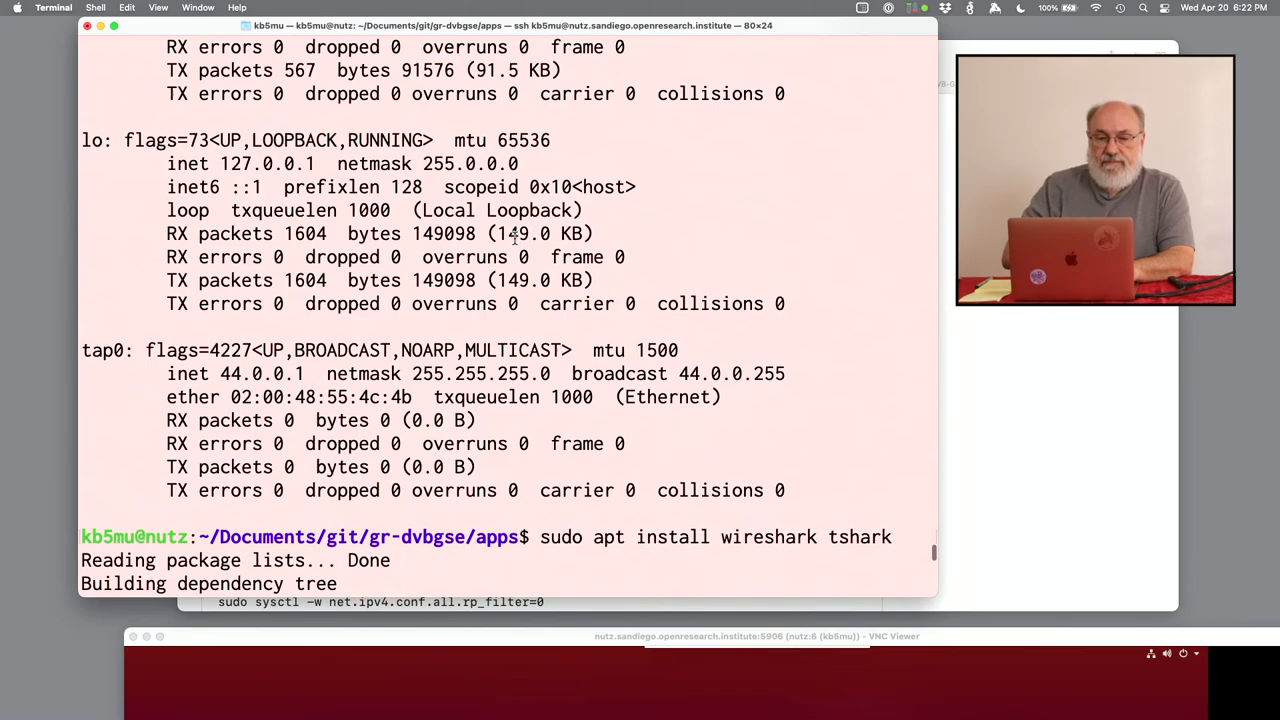 Terminal Shell Edit View Window Help 100% Wed Apr 20 6:22 PM
kb5mu — kb5mu@nutz: ~/Documents/git/gr-dvbgse/apps — ssh kb5mu@nutz.sandiego.openresearch.institute — 80×24
RX errors 0 dropped 0 overruns 0 frame 0
TX packets 567 bytes 91576 (91.5 KB)
TX errors 0 dropped 0 overruns 0 carrier 0 collisions 0
lo: flags=73<UP,LOOPBACK,RUNNING> mtu 65536
inet 127.0.0.1 netmask 255.0.0.0
inet6 ::1 prefixlen 128 scopeid 0x10<host>
loop txqueuelen 1000 (Local Loopback)
RX packets 1604 bytes 149098 (149.0 KB)
RX errors 0 dropped 0 overruns 0 frame 0
TX packets 1604 bytes 149098 (149.0 KB)
TX errors 0 dropped 0 overruns 0 carrier 0 collisions 0
tap0: flags=4227<UP,BROADCAST,NOARP,MULTICAST> mtu 1500
inet 44.0.0.1 netmask 255.255.255.0 broadcast 44.0.0.255
ether 02:00:48:55:4c:4b txqueuelen 1000 (Ethernet)
RX packets 0 bytes 0 (0.0 B)
RX errors 0 dropped 0 overruns 0 frame 0
TX packets 0 bytes 0 (0.0 B)
TX errors 0 dropped 0 overruns 0 carrier 0 collisions 0
kb5mu@nutz:~/Documents/git/gr-dvbgse/apps$ sudo apt install wireshark tshark
Reading package lists... Done
Building dependency tree
sudo sysctl -w net.ipv4.conf.all.rp_filter=0
nutz.sandiego.openresearch.institute:5906 (nutz:6 (kb5mu)) - VNC Viewer